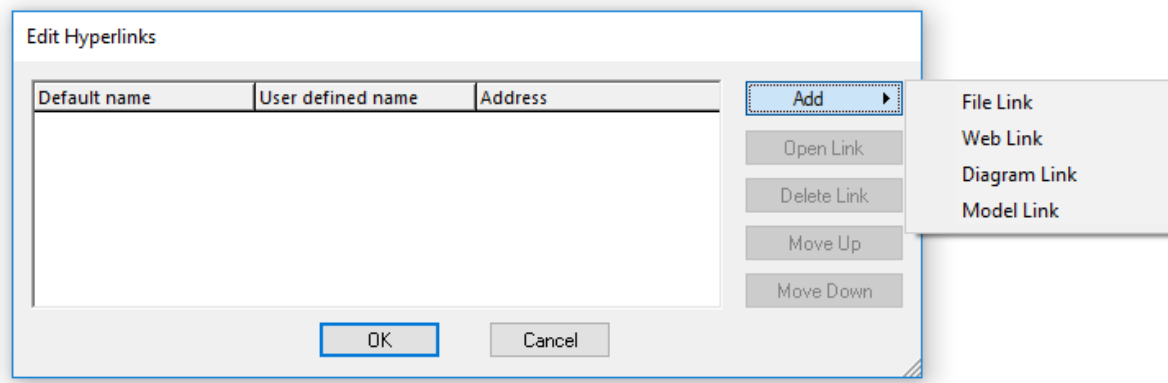 Edit Hyperlinks
Default name User defined name Address
Add
Open Link
Delete Link
Move Up
Move Down
File Link
Web Link
Diagram Link
Model Link
OK Cancel